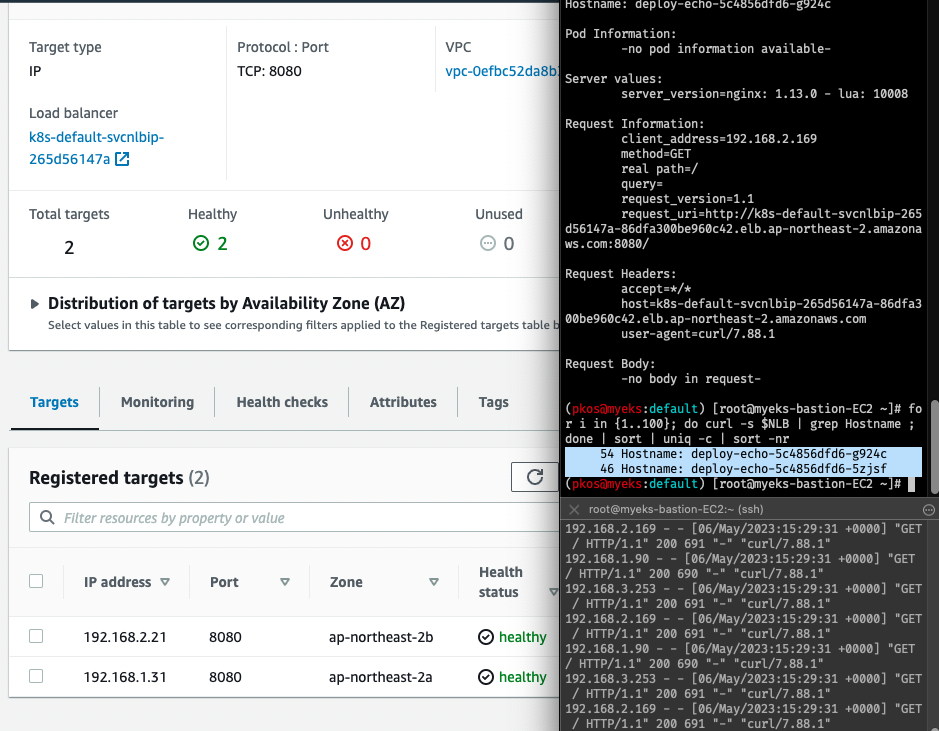 Target type
IP
Protocol : Port
TCP: 8080
VPC
vpc-0efbc52da8b
Load balancer
k8s-default-svcnlbip-
265d56147a
Total targets
2
Healthy
2
Unhealthy
0
Unused
0
Distribution of targets by Availability Zone (AZ)
Select values in this table to see corresponding filters applied to the Registered targets table b
Targets
Monitoring
Health checks
Attributes
Tags
Registered targets (2)
Filter resources by property or value
IP address
Port
Zone
Health
status
192.168.2.21
8080
ap-northeast-2b
healthy
192.168.1.31
8080
ap-northeast-2a
healthy
Hostname: deploy-echo-5c4856dfd6-g924c
Pod Information:
-no pod information available-
Server values:
server_version=nginx: 1.13.0 - lua: 10008
Request Information:
client_address=192.168.2.169
method=GET
real path=/
query=
request_version=1.1
request_uri=http://k8s-default-svcnlbip-265
d56147a-86dfa300be960c42.elb.ap-northeast-2.amazona
ws.com:8080/
Request Headers:
accept=*/*
host=k8s-default-svcnlbip-265d56147a-86dfa3
00be960c42.elb.ap-northeast-2.amazonaws.com
user-agent=curl/7.88.1
Request Body:
-no body in request-
(pkos@myeks:default) [root@myeks-bastion-EC2 ~]# fo
r i in {1..100}; do curl -s $NLB | grep Hostname ;
done | sort | uniq -c | sort -nr
54 Hostname: deploy-echo-5c4856dfd6-g924c
46 Hostname: deploy-echo-5c4856dfd6-5zjsf
(pkos@myeks:default) [root@myeks-bastion-EC2 ~]#
root@myeks-bastion-EC2:~ (ssh)
192.168.2.169 - - [06/May/2023:15:29:31 +0000] "GET
/ HTTP/1.1" 200 691 "-" "curl/7.88.1"
192.168.1.90 - - [06/May/2023:15:29:31 +0000] "GET
/ HTTP/1.1" 200 690 "-" "curl/7.88.1"
192.168.3.253 - - [06/May/2023:15:29:31 +0000] "GET
/ HTTP/1.1" 200 691 "-" "curl/7.88.1"
192.168.2.169 - - [06/May/2023:15:29:31 +0000] "GET
/ HTTP/1.1" 200 691 "-" "curl/7.88.1"
192.168.1.90 - - [06/May/2023:15:29:31 +0000] "GET
/ HTTP/1.1" 200 690 "-" "curl/7.88.1"
192.168.3.253 - - [06/May/2023:15:29:31 +0000] "GET
/ HTTP/1.1" 200 691 "-" "curl/7.88.1"
192.168.2.169 - - [06/May/2023:15:29:31 +0000] "GET
/ HTTP/1.1" 200 691 "-" "curl/7.88.1"